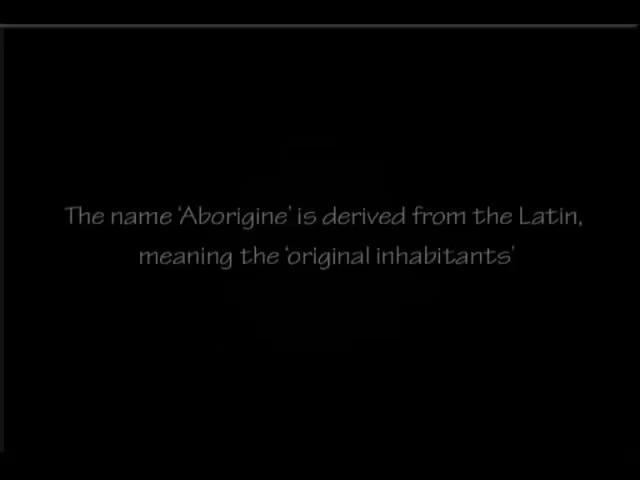 The name ‘Aborigine’ is derived from the Latin,
meaning the ‘original inhabitants’